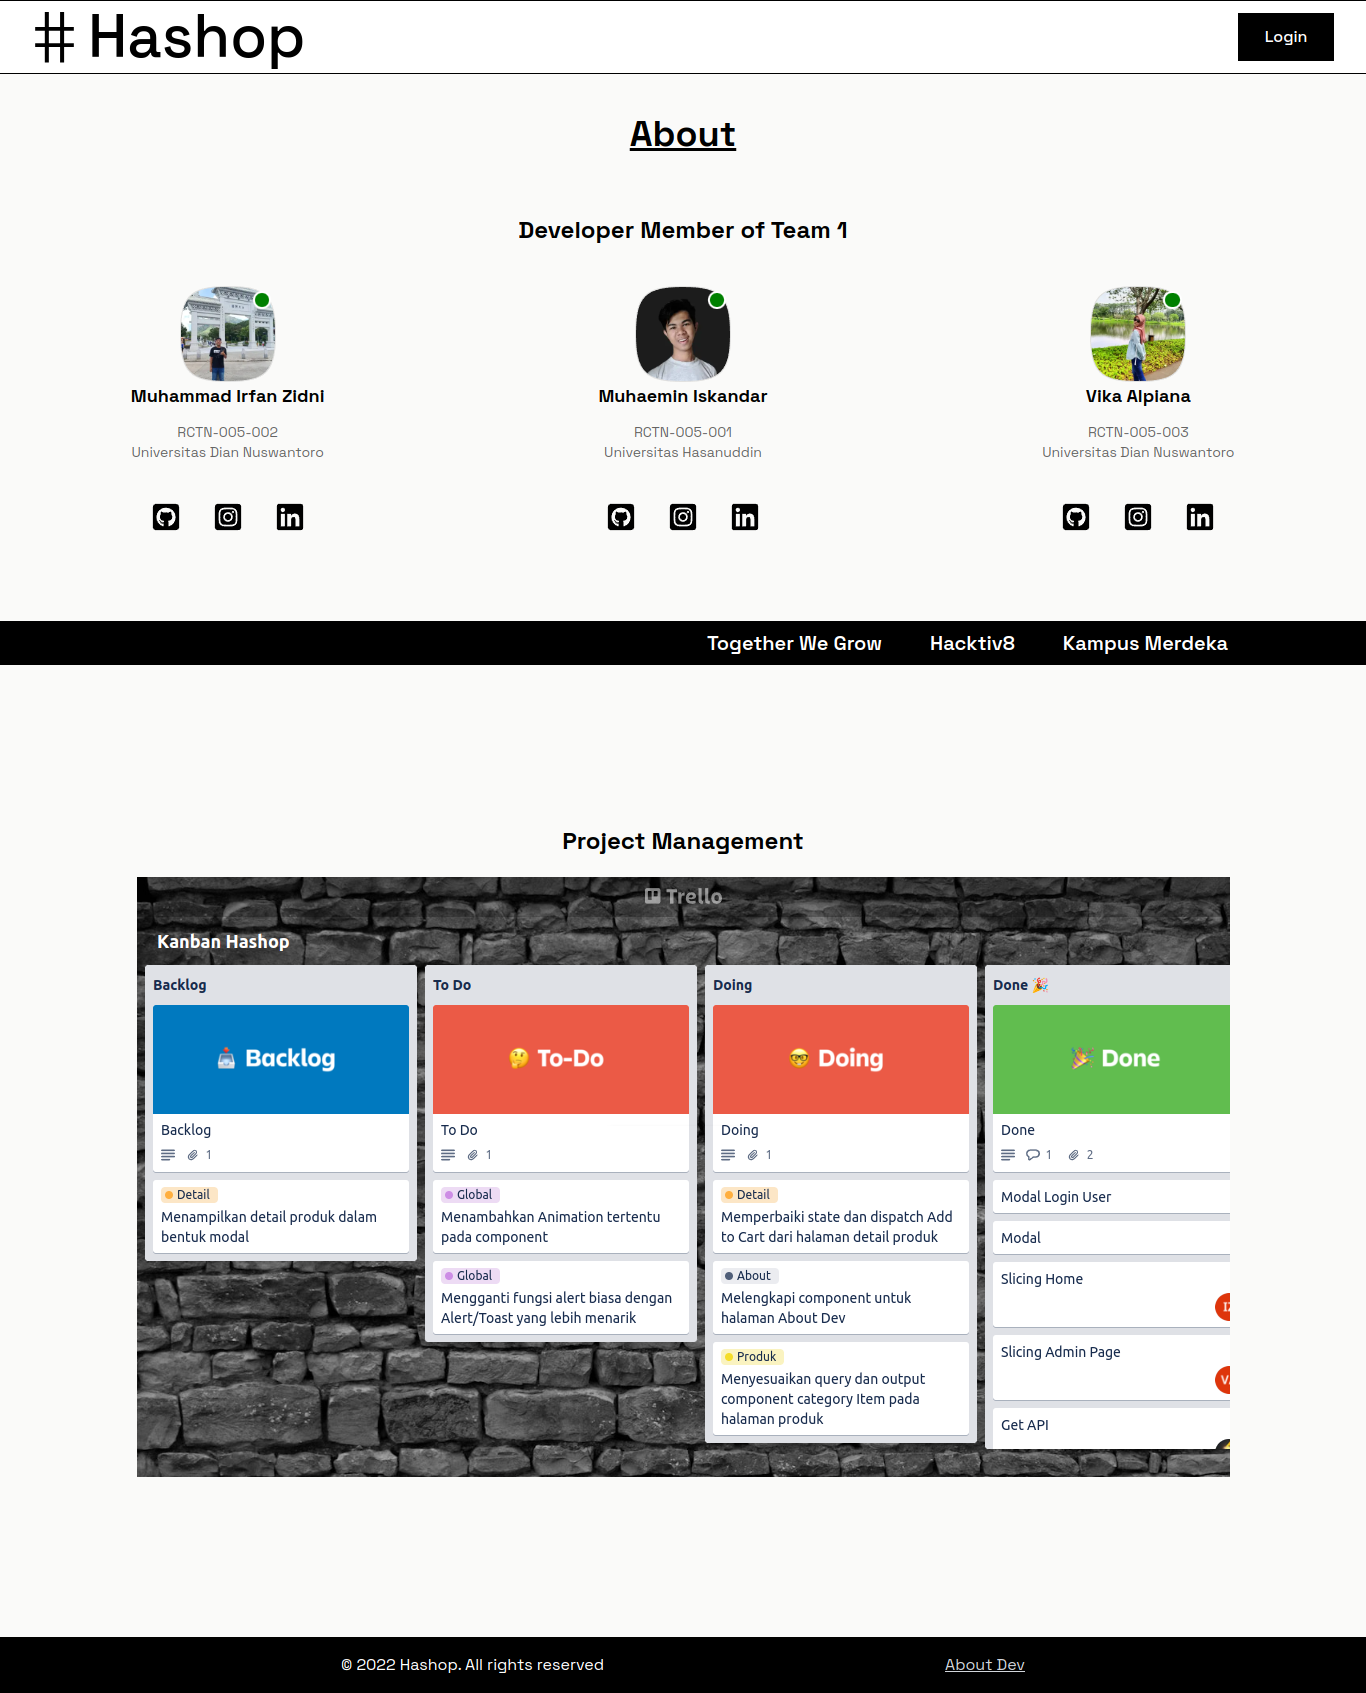 # Hashop
Login
About
Developer Member of Team 1
Muhammad Irfan Zidni
RCTN-005-002
Universitas Dian Nuswantoro
Muhaemin Iskandar
RCTN-005-001
Universitas Hasanuddin
Vika Alpiana
RCTN-005-003
Universitas Dian Nuswantoro
Together We Grow
Hacktiv8
Kampus Merdeka
Project Management
Trello
Kanban Hashop
Backlog
Backlog
Backlog
1
Detail
Menampilkan detail produk dalam
bentuk modal
To Do
To-Do
To Do
1
Global
Menambahkan Animation tertentu
pada component
Global
Mengganti fungsi alert biasa dengan
Alert/Toast yang lebih menarik
Doing
Doing
Doing
1
Detail
Memperbaiki state dan dispatch Add
to Cart dari halaman detail produk
About
Melengkapi component untuk
halaman About Dev
Produk
Menyesuaikan query dan output
component category Item pada
halaman produk
Done 🎉
Done
Done
1 2
Modal Login User
Modal
Slicing Home
Slicing Admin Page
Get API
© 2022 Hashop. All rights reserved
About Dev